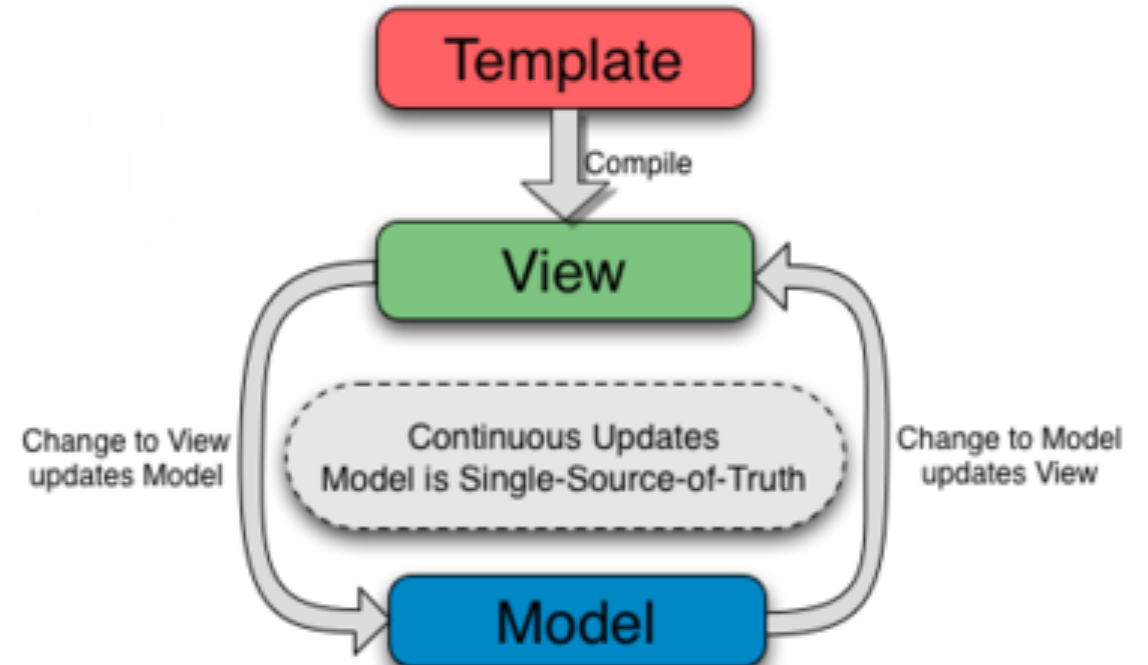 Template
Compile
View
Change to View
updates Model
Continuous Updates
Model is Single-Source-of-Truth
Change to Model
updates View
Model